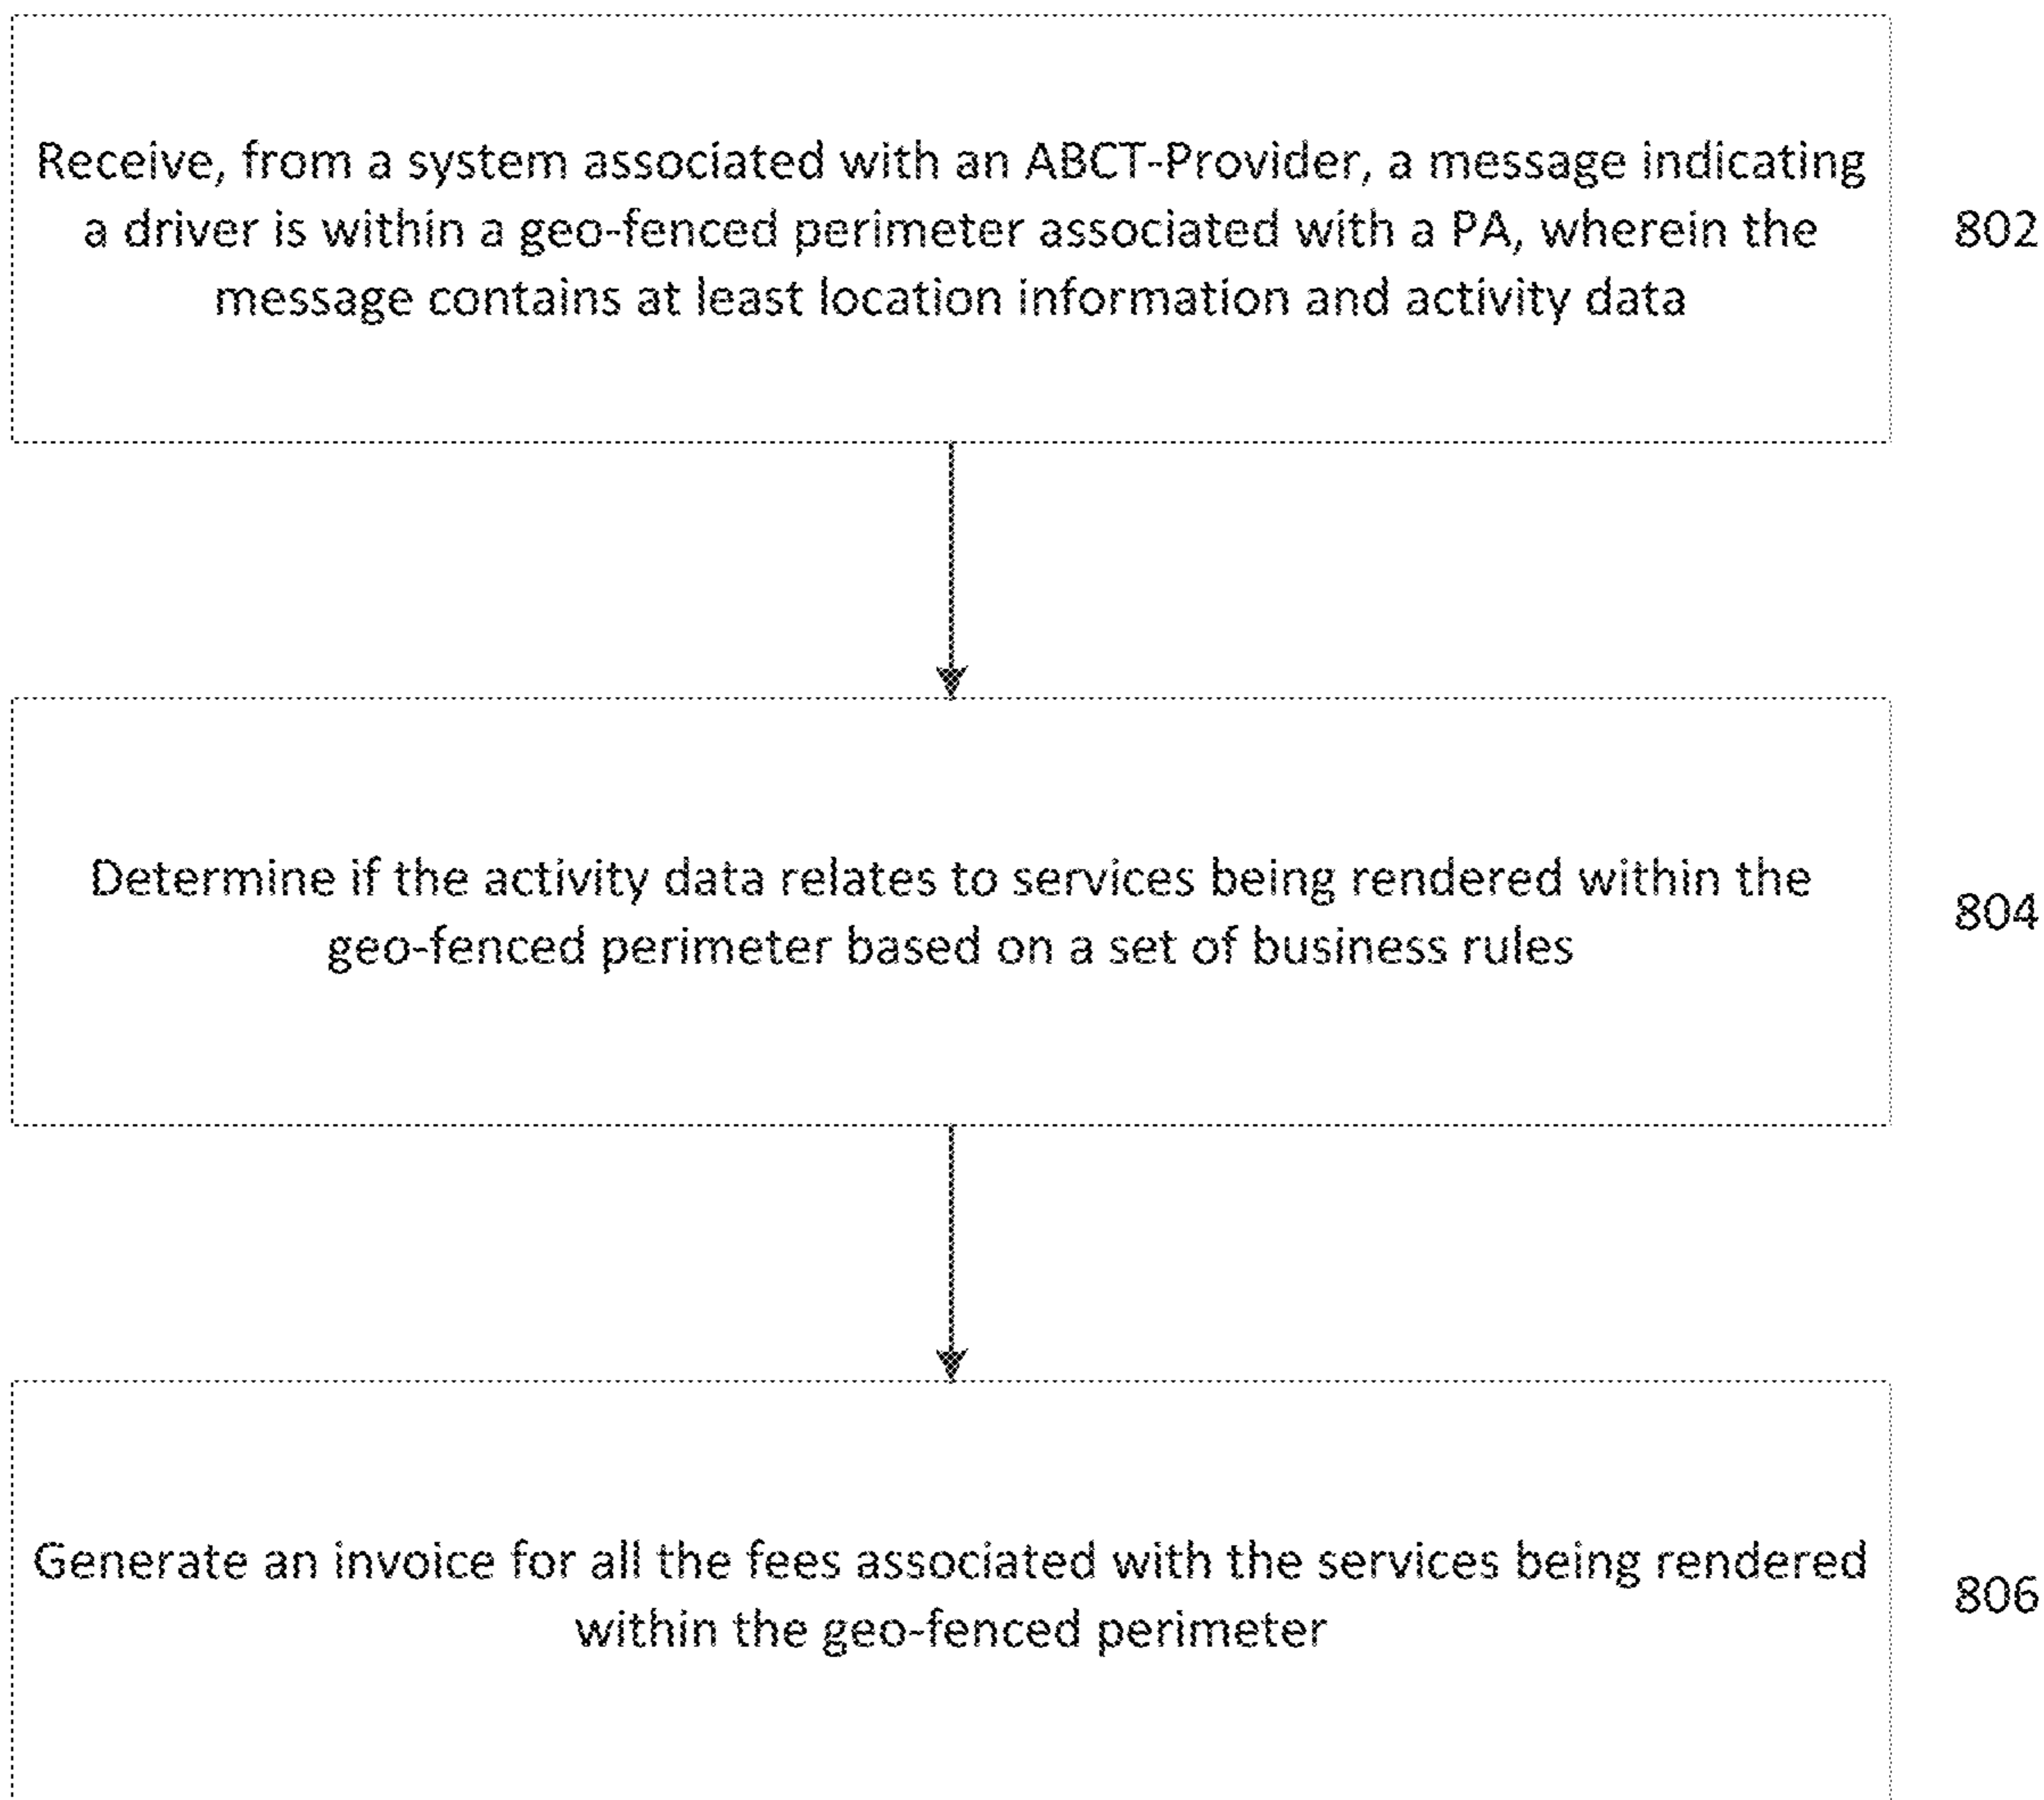 Receive, from a system associated with an ABCT-Provider, a message indicating
a driver is within a geo-fenced perimeter associated with a PA, wherein the
message contains at least location information and activity data
802
Determine if the activity data relates to services being rendered within the
geo-fenced perimeter based on a set of business rules
804
Generate an invoice for all the fees associated with the services being rendered
within the geo-fenced perimeter
806